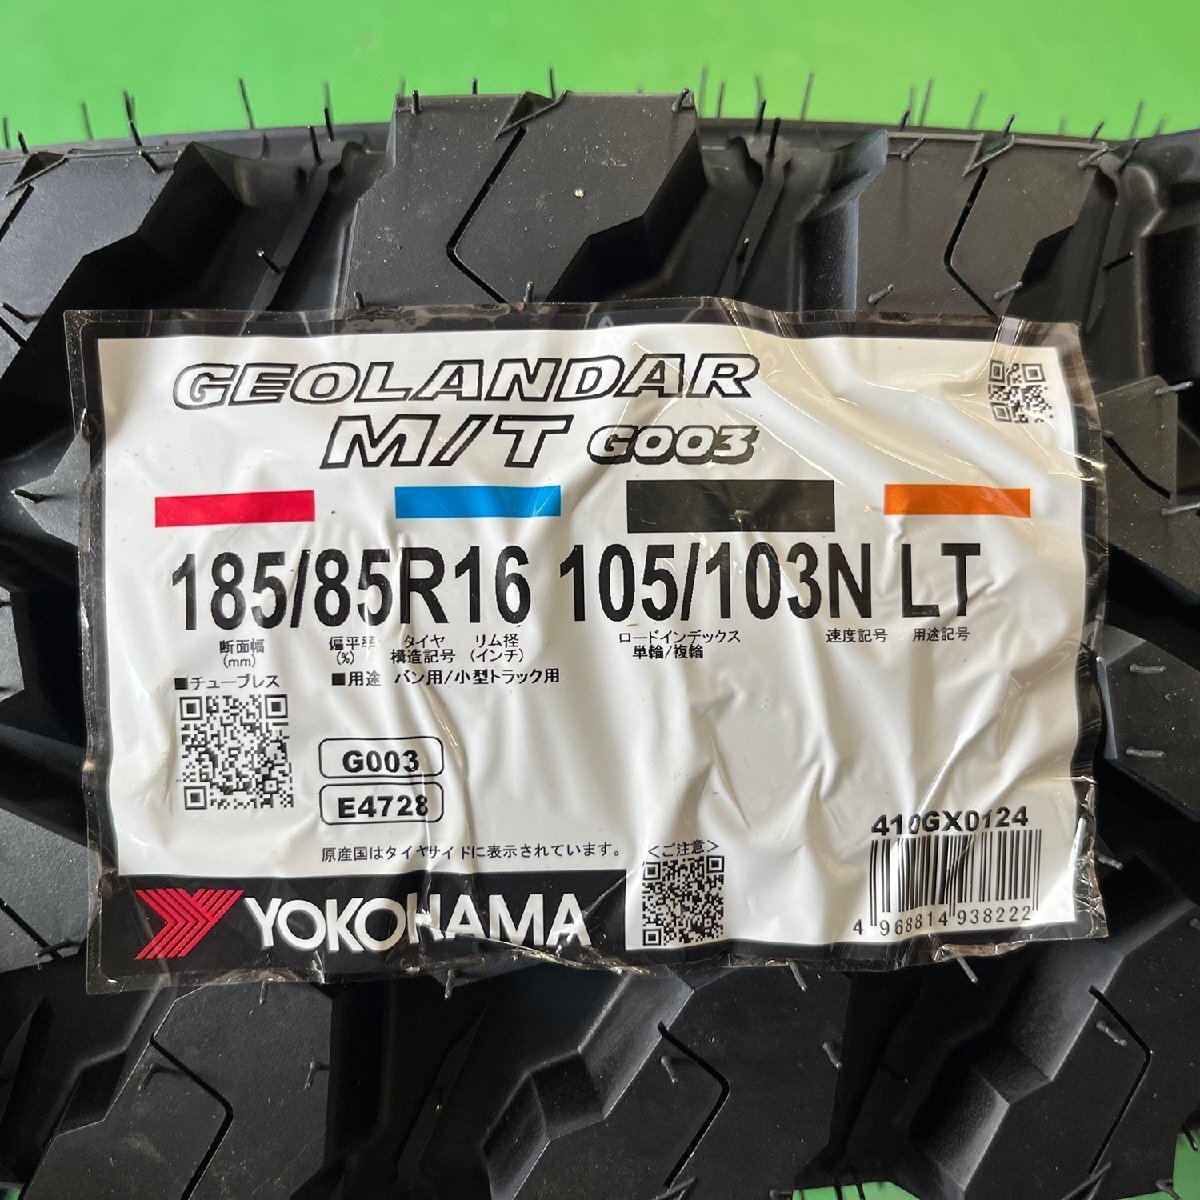 GEOLANDAR
M/T G003
185/85R16 105/103N LT
断面幅 偏平率 タイヤ リム径 ロードインデックス 速度記号 用途記号
(mm) (%) 構造記号 (インチ) 単輪/複輪
■チューブレス ■用途 バン用/小型トラック用
G003
E4728
410GX0124
原産国はタイヤサイドに表示されています。 <ご注意>
YOKOHAMA
4 968814 938222